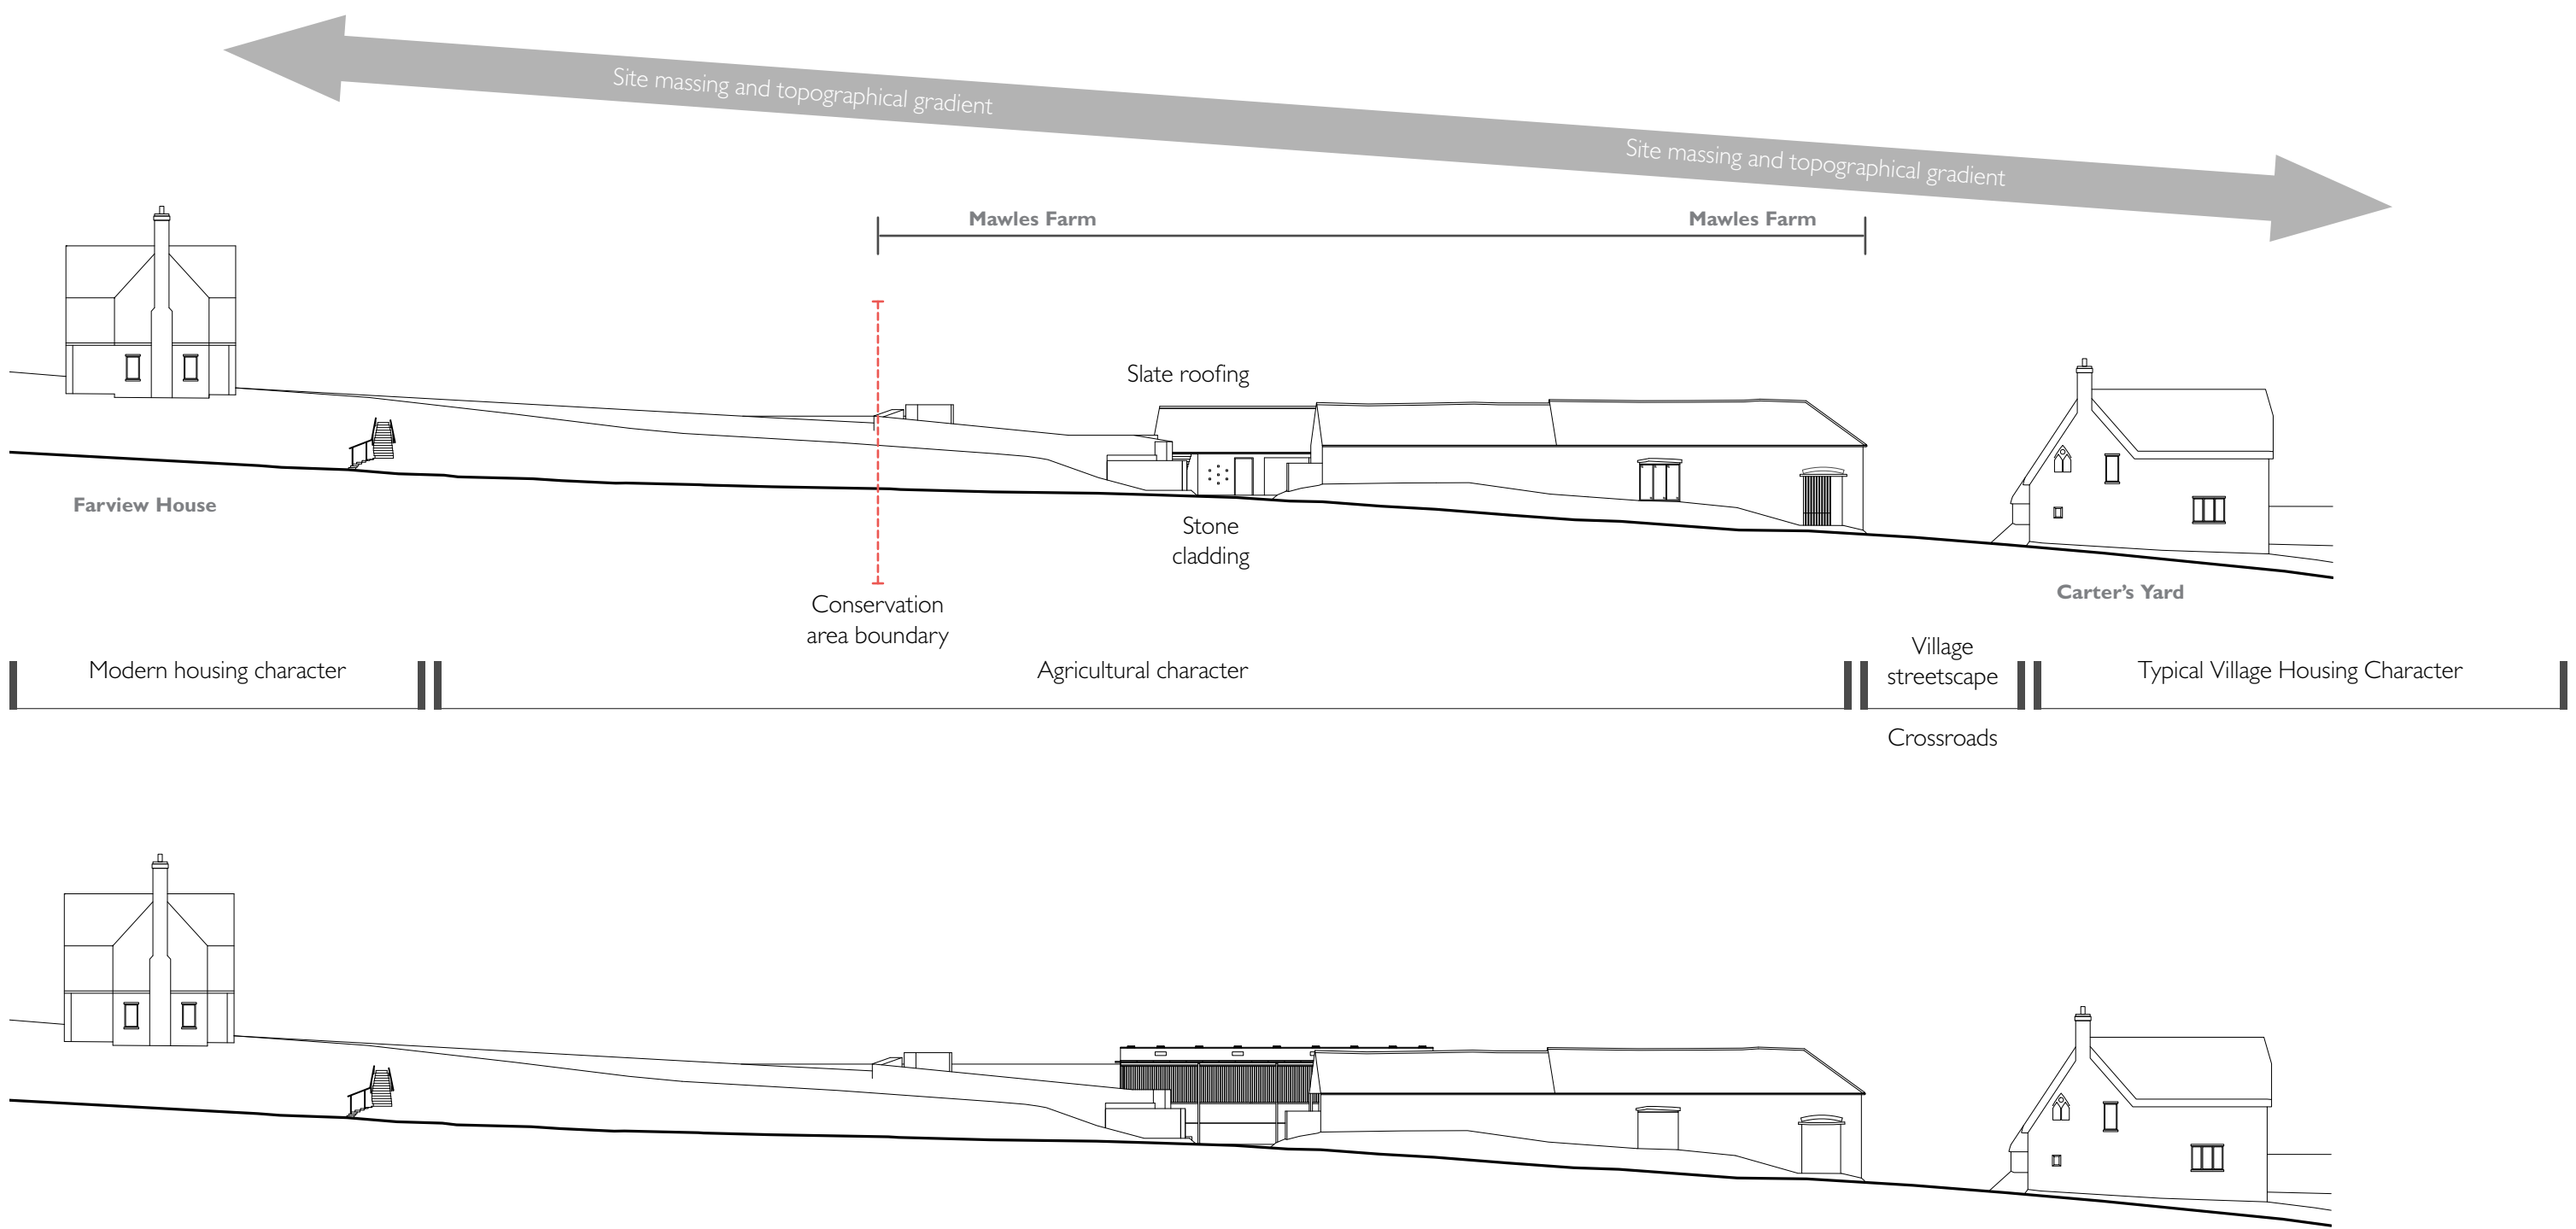 Site massing and topographical gradient
Site massing and topographical gradient
Mawles Farm
Mawles Farm
Slate roofing
Farview House
Stone
cladding
Conservation
area boundary
Carter’s Yard
Modern housing character
Agricultural character
Village
streetscape
Typical Village Housing Character
Crossroads